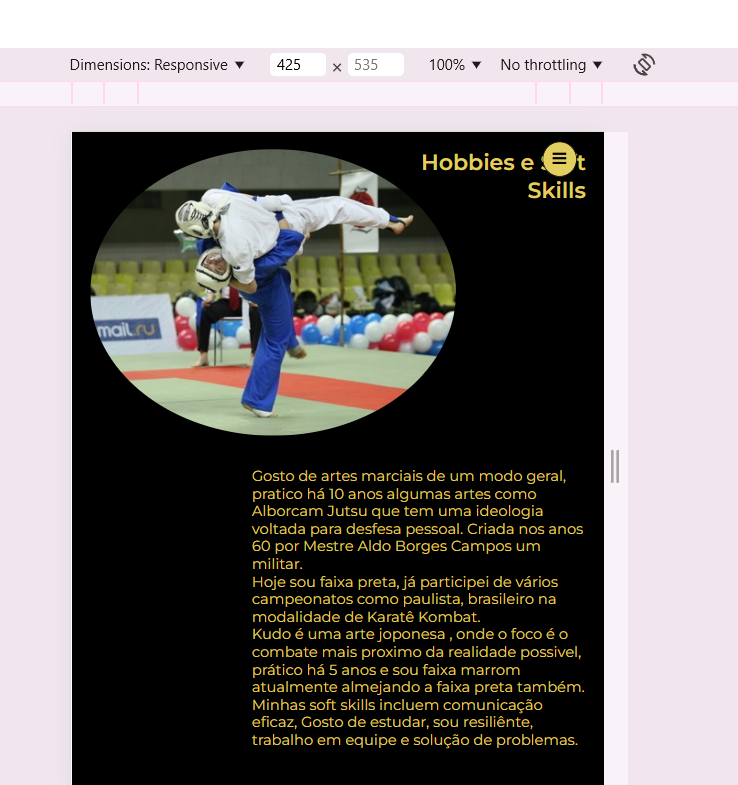 Dimensions: Responsive ▼ 425 × 535 100% ▼ No throttling ▼
Hobbies e
Skills
mail.ru
Gosto de artes marciais de um modo geral,
pratico há 10 anos algumas artes como
Alborcam Jutsu que tem uma ideologia
voltada para desfesa pessoal. Criada nos anos
60 por Mestre Aldo Borges Campos um
militar.
Hoje sou faixa preta, já participei de vários
campeonatos como paulista, brasileiro na
modalidade de Karatê Kombat.
Kudo é uma arte joponesa , onde o foco é o
combate mais proximo da realidade possivel,
prático há 5 anos e sou faixa marrom
atualmente almejando a faixa preta também.
Minhas soft skills incluem comunicação
eficaz, Gosto de estudar, sou resiliênte,
trabalho em equipe e solução de problemas.